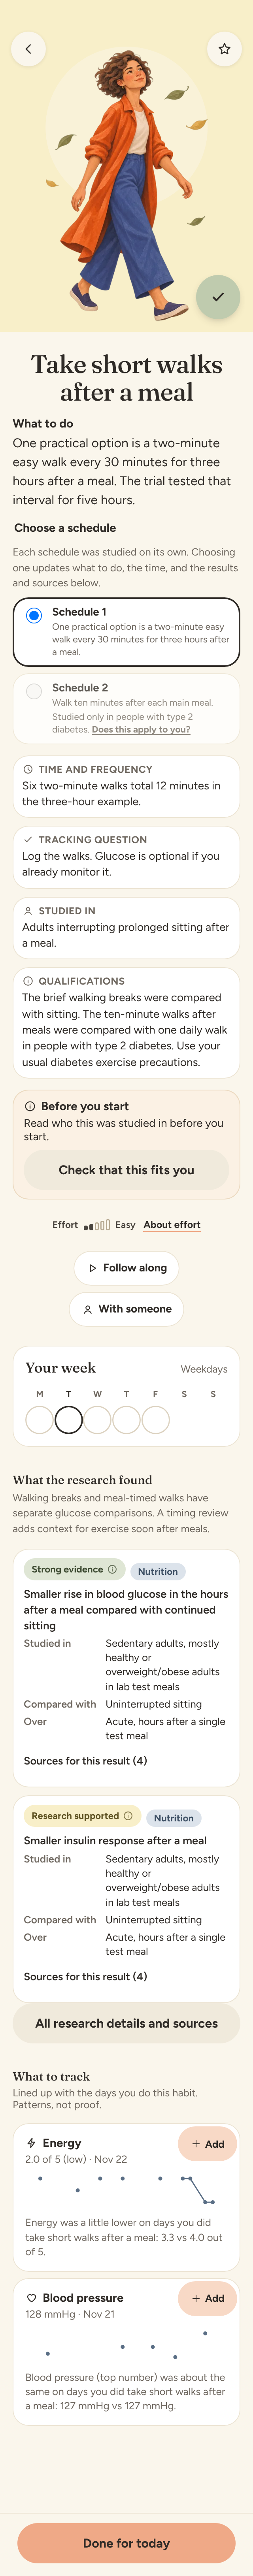 Take short walks
after a meal
What to do
One practical option is a two-minute
easy walk every 30 minutes for three
hours after a meal. The trial tested that
interval for five hours.
Choose a schedule
Each schedule was studied on its own. Choosing
one updates what to do, the time, and the results
and sources below.
Schedule 1
One practical option is a two-minute easy
walk every 30 minutes for three hours after
a meal.
Schedule 2
Walk ten minutes after each main meal.
Studied only in people with type 2
diabetes. Does this apply to you?
TIME AND FREQUENCY
Six two-minute walks total 12 minutes in
the three-hour example.
TRACKING QUESTION
Log the walks. Glucose is optional if you
already monitor it.
STUDIED IN
Adults interrupting prolonged sitting after
a meal.
QUALIFICATIONS
The brief walking breaks were compared
with sitting. The ten-minute walks after
meals were compared with one daily walk
in people with type 2 diabetes. Use your
usual diabetes exercise precautions.
Before you start
Read who this was studied in before you
start.
Check that this fits you
Effort Easy About effort
Follow along
With someone
Your week Weekdays
M T W T F S S
What the research found
Walking breaks and meal-timed walks have
separate glucose comparisons. A timing review
adds context for exercise soon after meals.
Strong evidence Nutrition
Smaller rise in blood glucose in the hours
after a meal compared with continued
sitting
Studied in Sedentary adults, mostly
healthy or
overweight/obese adults
in lab test meals
Compared with Uninterrupted sitting
Over Acute, hours after a single
test meal
Sources for this result (4)
Research supported Nutrition
Smaller insulin response after a meal
Studied in Sedentary adults, mostly
healthy or
overweight/obese adults
in lab test meals
Compared with Uninterrupted sitting
Over Acute, hours after a single
test meal
Sources for this result (4)
All research details and sources
What to track
Lined up with the days you do this habit.
Patterns, not proof.
Energy Add
2.0 of 5 (low) · Nov 22
Energy was a little lower on days you did
take short walks after a meal: 3.3 vs 4.0 out
of 5.
Blood pressure Add
128 mmHg · Nov 21
Blood pressure (top number) was about the
same on days you did take short walks after
a meal: 127 mmHg vs 127 mmHg.
Done for today